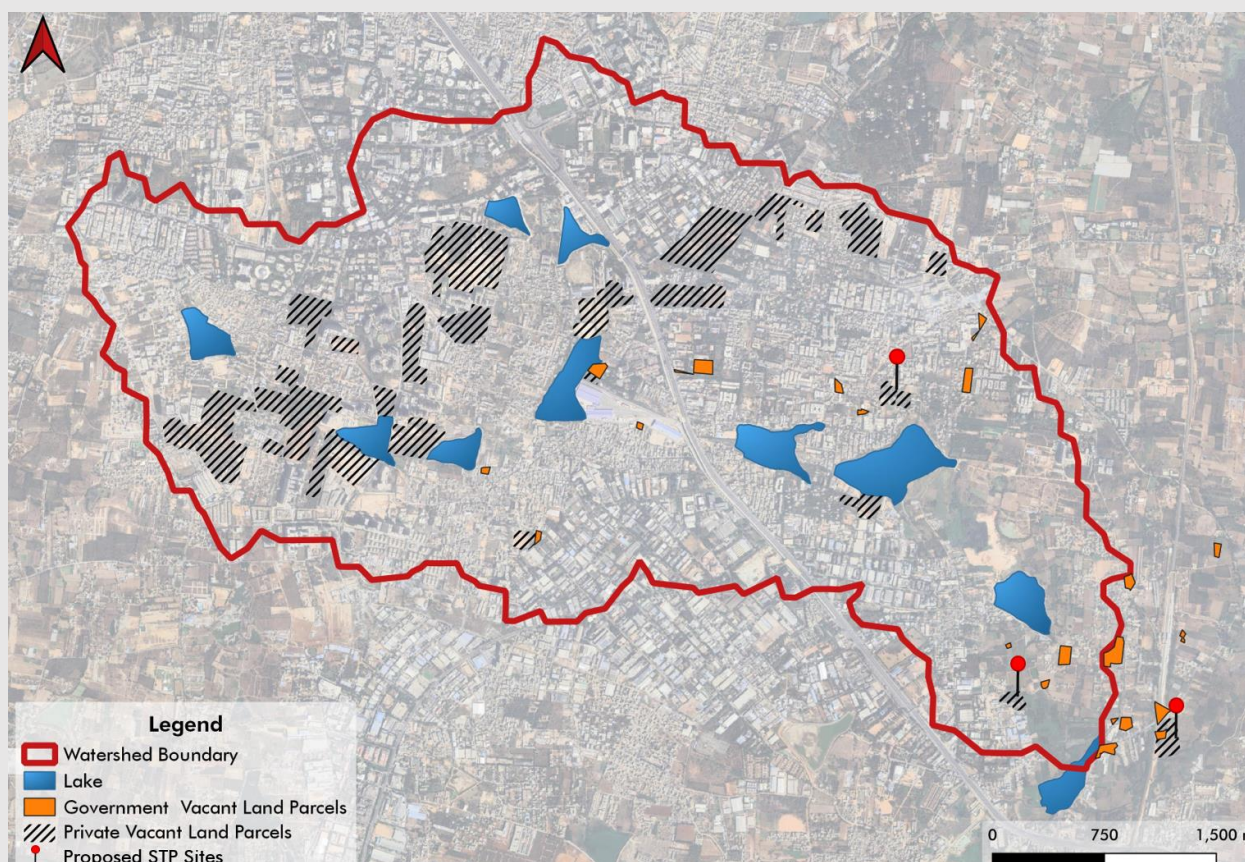 Legend
Watershed Boundary
Lake
Government Vacant Land Parcels
Private Vacant Land Parcels
Proposed STP Sites
0 750 1,500 m